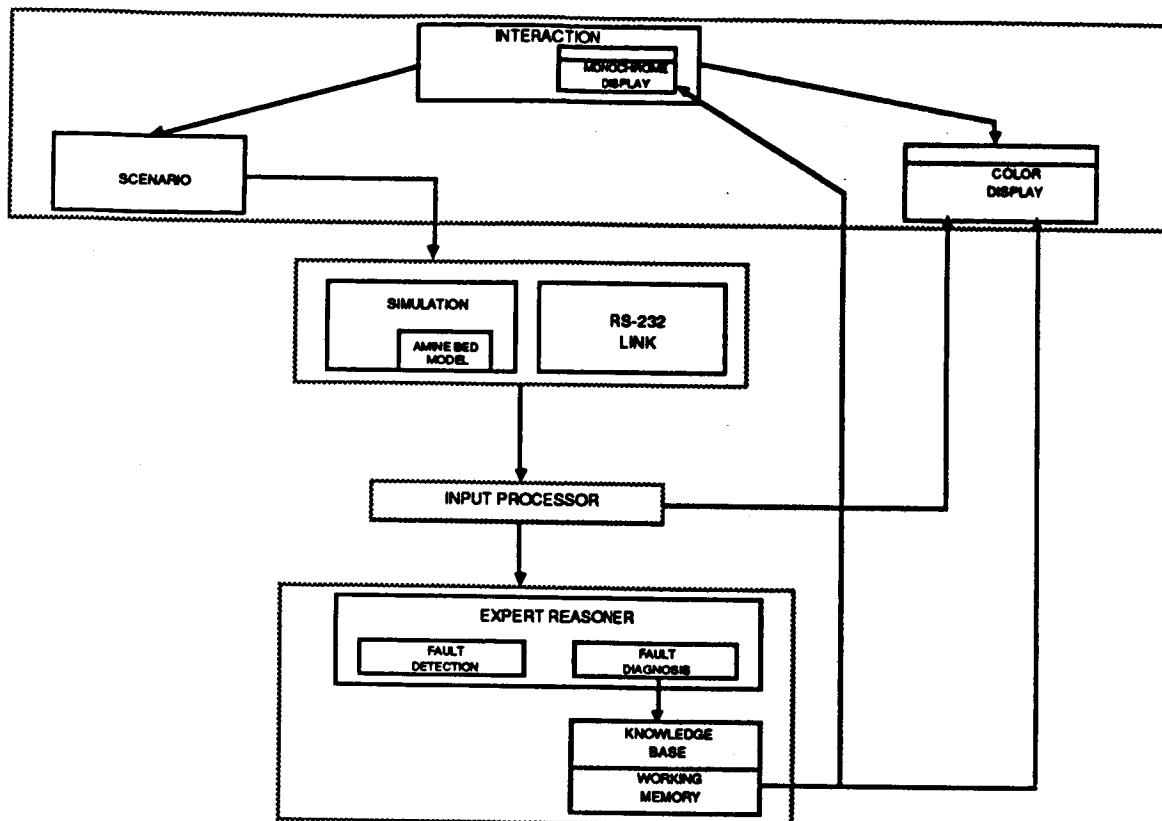 INTERACTION
MONOCHROME
DISPLAY
SCENARIO
COLOR
DISPLAY
SIMULATION
AMINE BED
MODEL
RS-232
LINK
INPUT PROCESSOR
EXPERT REASONER
FAULT
DETECTION
FAULT
DIAGNOSIS
KNOWLEDGE
BASE
WORKING
MEMORY